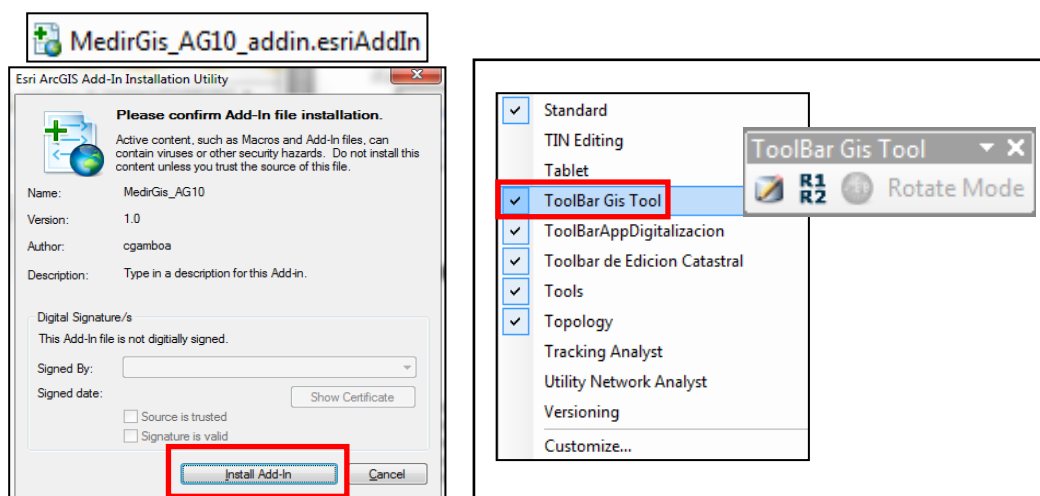 MedirGis_AG10_addin.esriAddIn
Esri ArcGIS Add-In Installation Utility
Please confirm Add-In file installation.
Active content, such as Macros and Add-In files, can
contain viruses or other security hazards. Do not install this
content unless you trust the source of this file.
Name: MedirGis_AG10
Version: 1.0
Author: cgamboa
Description: Type in a description for this Add-in.
Digital Signature/s
This Add-In file is not digitially signed.
Signed By:
Signed date:
Show Certificate
Source is trusted
Signature is valid
Install Add-In
Cancel
Standard
TIN Editing
Tablet
ToolBar Gis Tool
ToolBarAppDigitalizacion
Toolbar de Edicion Catastral
Tools
Topology
Tracking Analyst
Utility Network Analyst
Versioning
Customize...
ToolBar Gis Tool
R1
R2
Rotate Mode